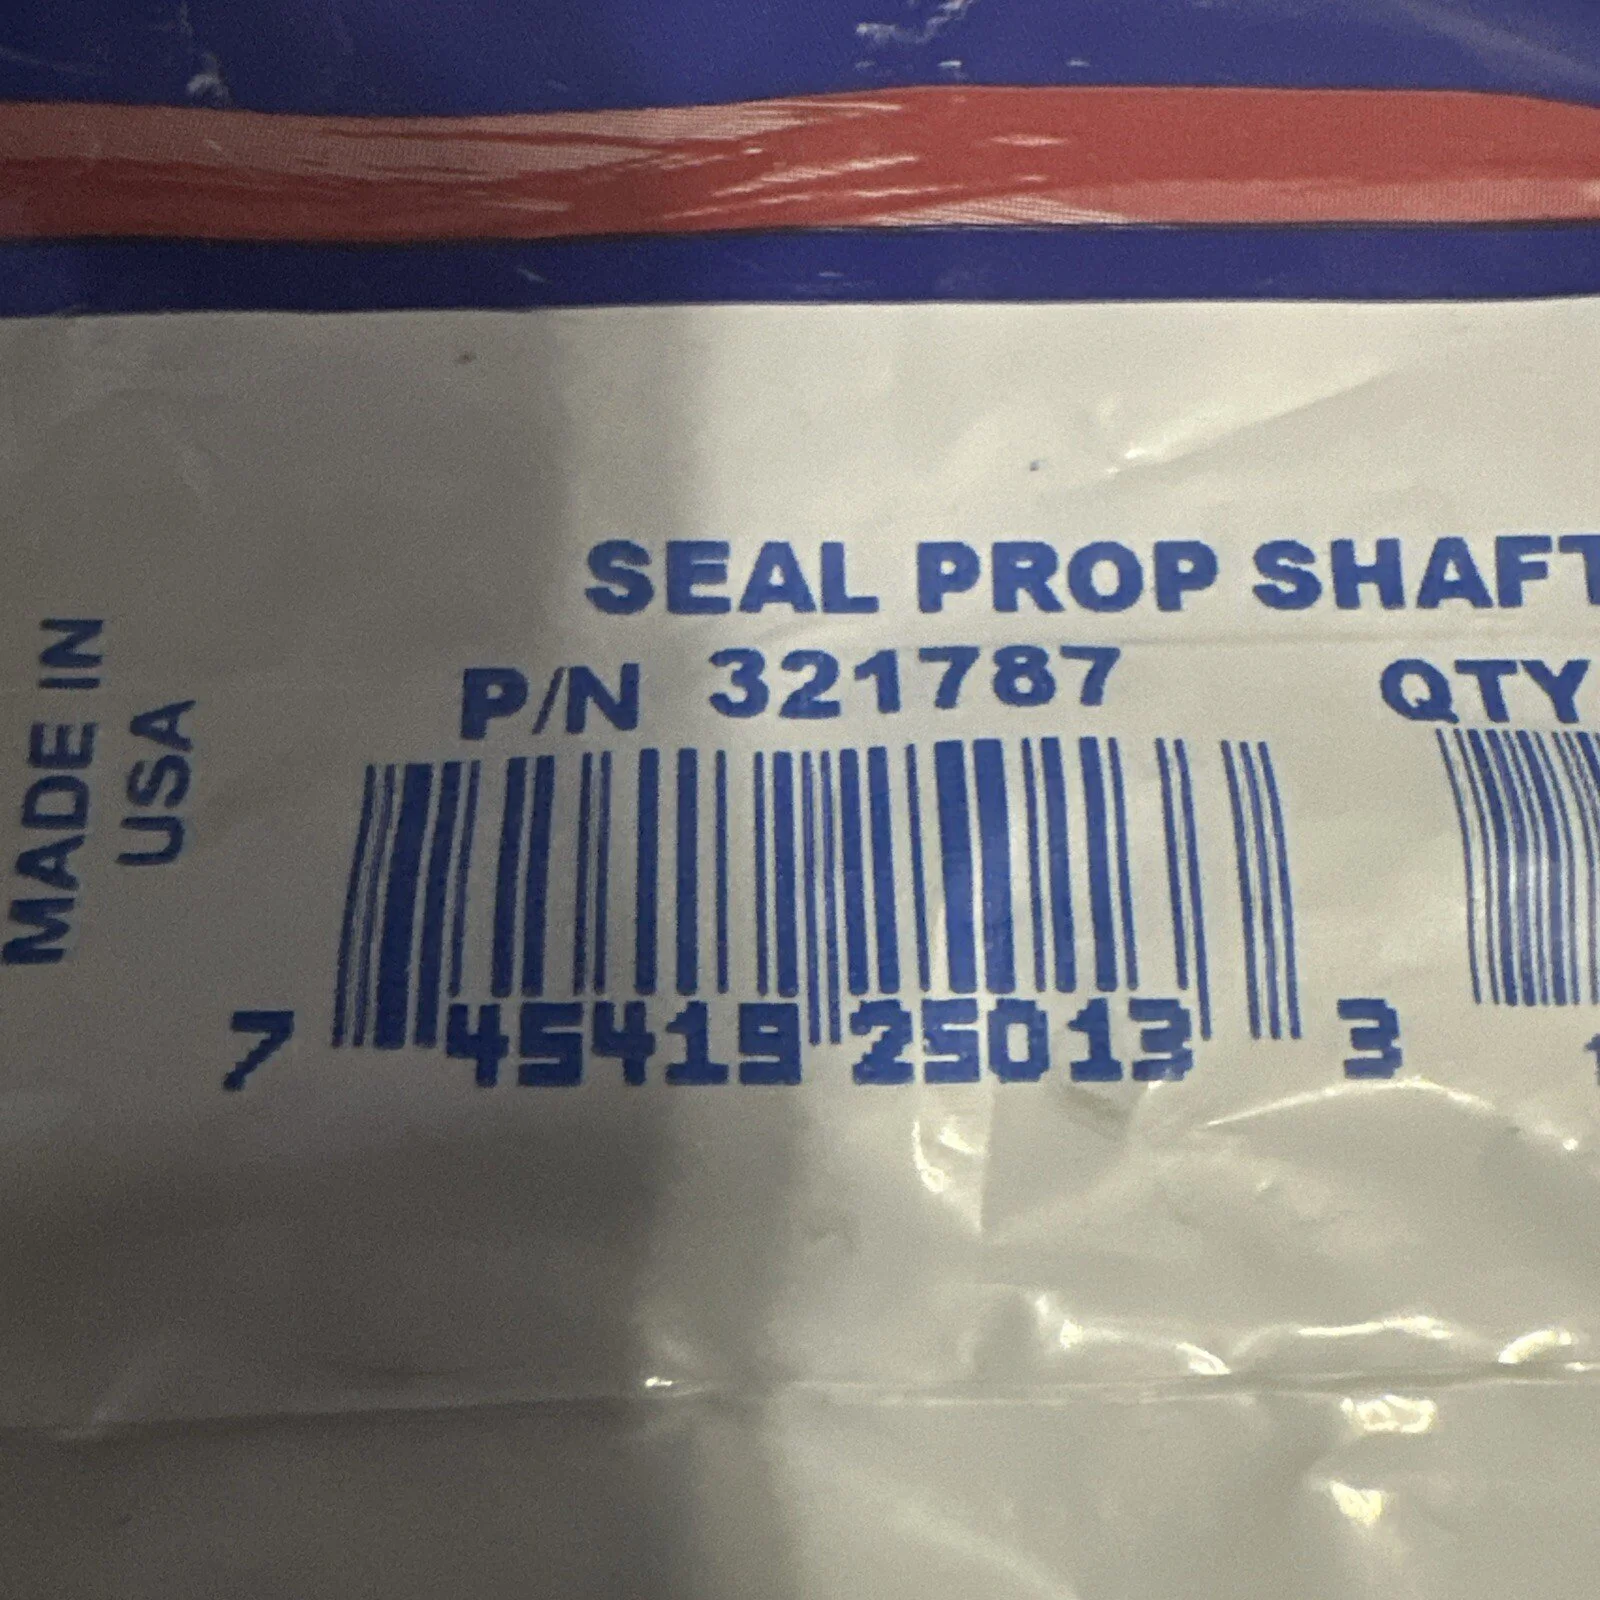 SEAL PROP SHAFT
P/N 321787 QTY
MADE IN
USA
7 45419 25013 3